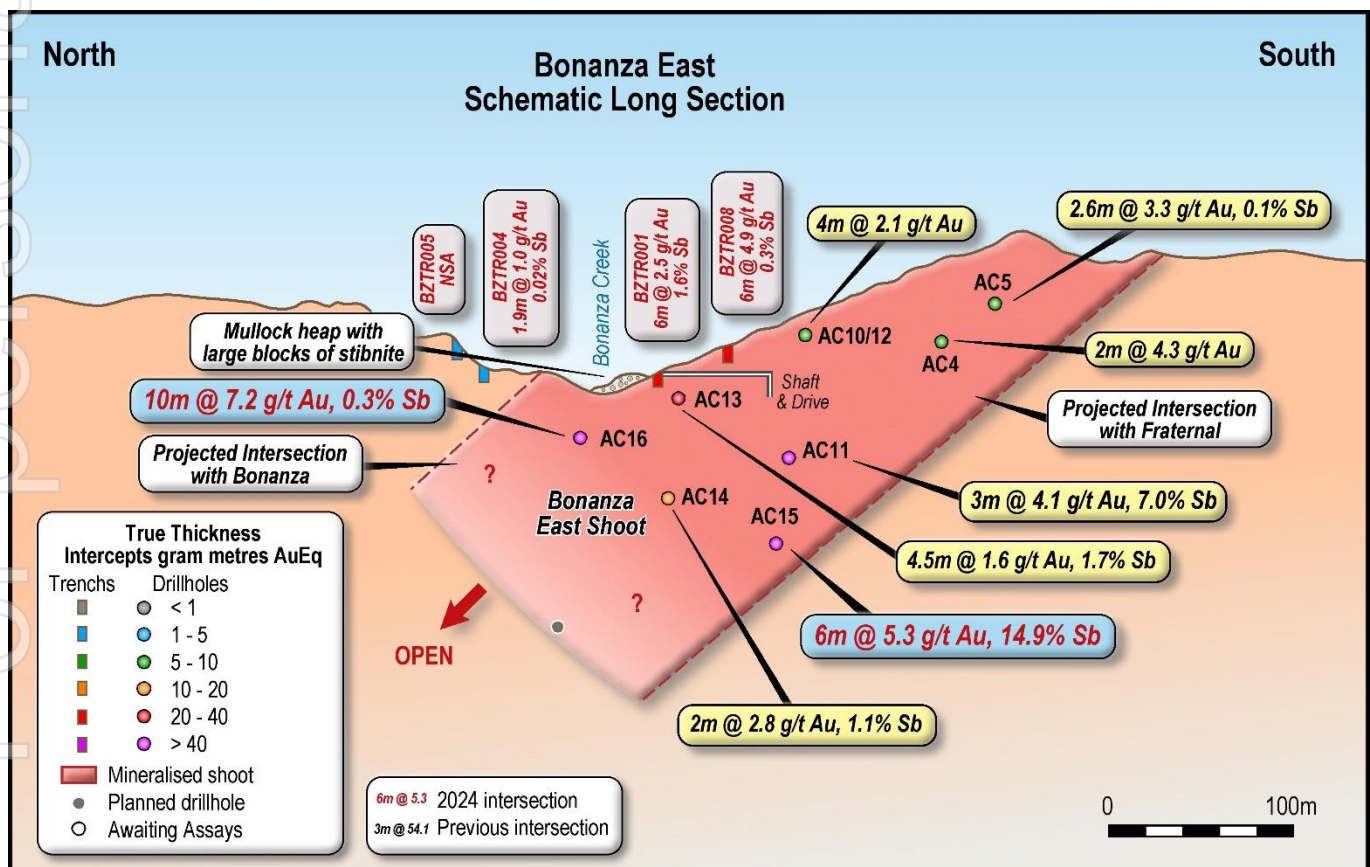 North
South
Bonanza East
Schematic Long Section
BZTR005
NSA
BZTR004
1.9m @ 1.0 g/t Au
0.02% Sb
Bonanza Creek
BZTR001
6m @ 2.5 g/t Au
1.6% Sb
BZTR008
6m @ 4.9 g/t Au
0.3% Sb
4m @ 2.1 g/t Au
2.6m @ 3.3 g/t Au, 0.1% Sb
AC5
AC10/12
AC4
2m @ 4.3 g/t Au
Mullock heap with
large blocks of stibnite
10m @ 7.2 g/t Au, 0.3% Sb
Shaft
& Drive
AC13
Projected Intersection
with Fraternal
Projected Intersection
with Bonanza
AC16
AC11
?
3m @ 4.1 g/t Au, 7.0% Sb
AC14
Bonanza
East Shoot
AC15
4.5m @ 1.6 g/t Au, 1.7% Sb
?
6m @ 5.3 g/t Au, 14.9% Sb
OPEN
2m @ 2.8 g/t Au, 1.1% Sb
True Thickness
Intercepts gram metres AuEq
Trenchs Drillholes
< 1
1 - 5
5 - 10
10 - 20
20 - 40
> 40
Mineralised shoot
Planned drillhole
Awaiting Assays
6m @ 5.3 2024 intersection
3m @ 54.1 Previous intersection
0 100m